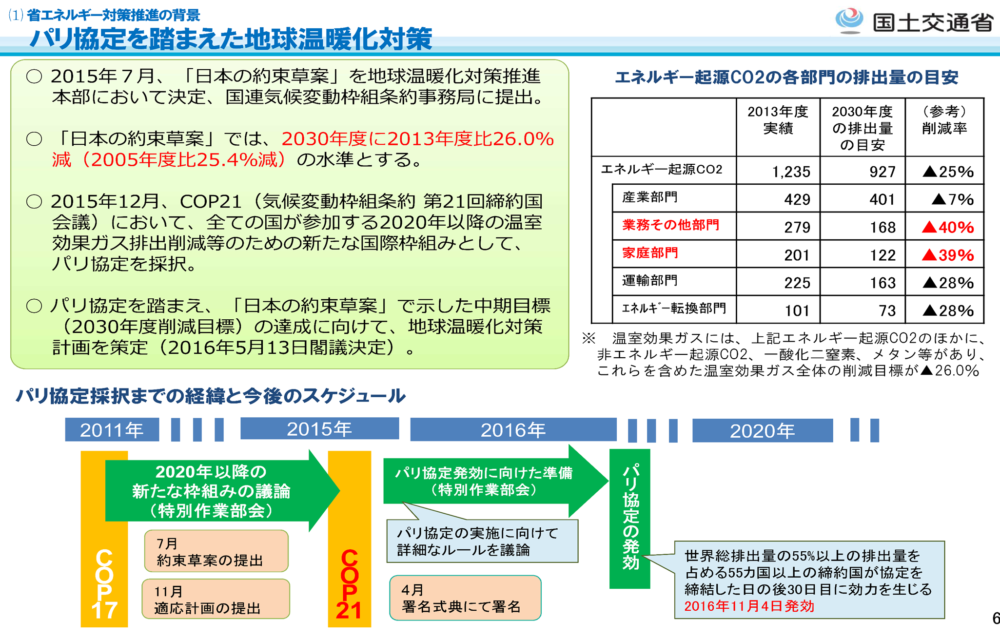 ⑴ 省エネルギー対策推進の背景
パリ協定を踏まえた地球温暖化対策
国土交通省
○ 2015年７月、「日本の約束草案」を地球温暖化対策推進
本部において決定、国連気候変動枠組条約事務局に提出。
○ 「日本の約束草案」では、2030年度に2013年度比26.0%
減（2005年度比25.4%減）の水準とする。
○ 2015年12月、COP21（気候変動枠組条約 第21回締約国
会議）において、全ての国が参加する2020年以降の温室
効果ガス排出削減等のための新たな国際枠組みとして、
パリ協定を採択。
○ パリ協定を踏まえ、「日本の約束草案」で示した中期目標
（2030年度削減目標）の達成に向けて、地球温暖化対策
計画を策定（2016年5月13日閣議決定）。
エネルギー起源CO2の各部門の排出量の目安
2013年度
実績
2030年度
の排出量
の目安
（参考）
削減率
エネルギー起源CO2 1,235 927 ▲25%
産業部門 429 401 ▲7%
業務その他部門 279 168 ▲40%
家庭部門 201 122 ▲39%
運輸部門 225 163 ▲28%
ｴﾈﾙｷﾞｰ転換部門 101 73 ▲28%
※ 温室効果ガスには、上記エネルギー起源CO2のほかに、
非エネルギー起源CO2、一酸化二窒素、メタン等があり、
これらを含めた温室効果ガス全体の削減目標が▲26.0%
パリ協定採択までの経緯と今後のスケジュール
2011年 2015年 2016年 2020年
COP17
2020年以降の
新たな枠組みの議論
（特別作業部会）
7月
約束草案の提出
11月
適応計画の提出
COP21
パリ協定発効に向けた準備
（特別作業部会）
パリ協定の実施に向けて
詳細なルールを議論
4月
署名式典にて署名
パリ協定の発効
世界総排出量の55%以上の排出量を
占める55カ国以上の締約国が協定を
締結した日の後30日目に効力を生じる
2016年11月4日発効
6